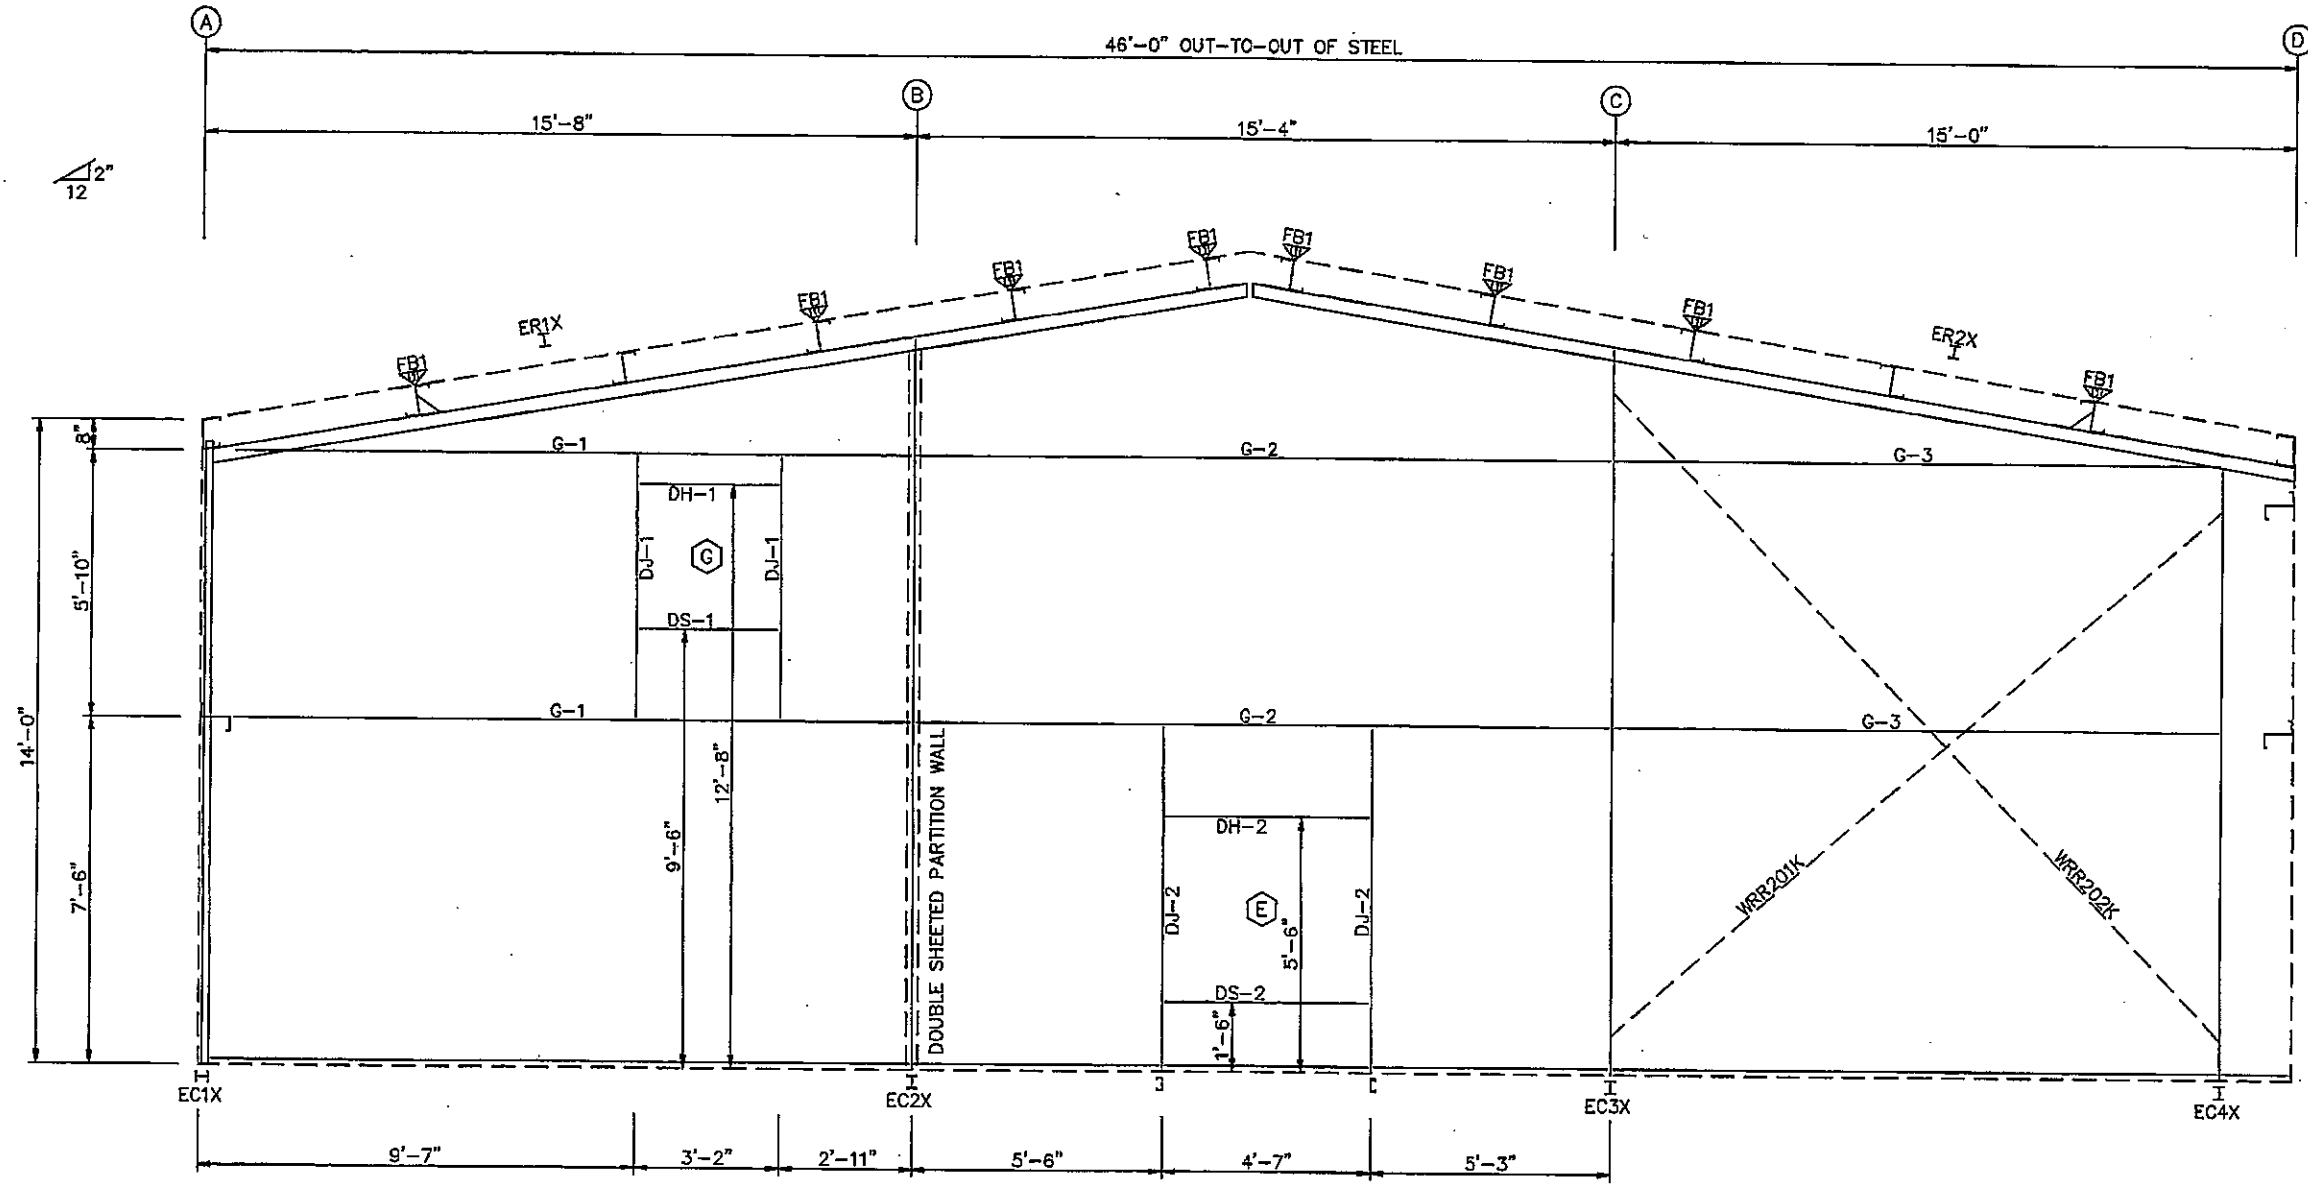 A
D
46'-0" OUT-TO-OUT OF STEEL
B
C
15'-8"
15'-4"
15'-0"
2"
12
FB1
FB1
FB1
FB1
FB1
FB1
FB1
FB1
ER1X
ER2X
8"
G-1
G-2
G-3
DH-1
DJ-1
G
DJ-1
5'-10"
DS-1
14'-0"
G-1
G-2
G-3
12'-8"
9'-6"
7'-6"
DOUBLE SHEETED PARTITION WALL
DH-2
DJ-2
E
DJ-2
5'-6"
DS-2
1'-6"
WRR201K
WRR202K
EC1X
EC2X
EC3X
EC4X
9'-7"
3'-2"
2'-11"
5'-6"
4'-7"
5'-3"